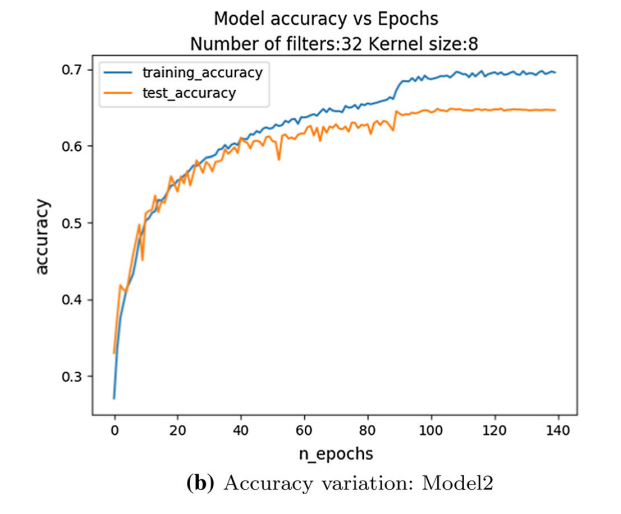 Model accuracy vs Epochs
Number of filters:32 Kernel size:8
training_accuracy
test_accuracy
0.7
0.6
0.5
0.4
0.3
accuracy
0 20 40 60 80 100 120 140
n_epochs
(b) Accuracy variation: Model2